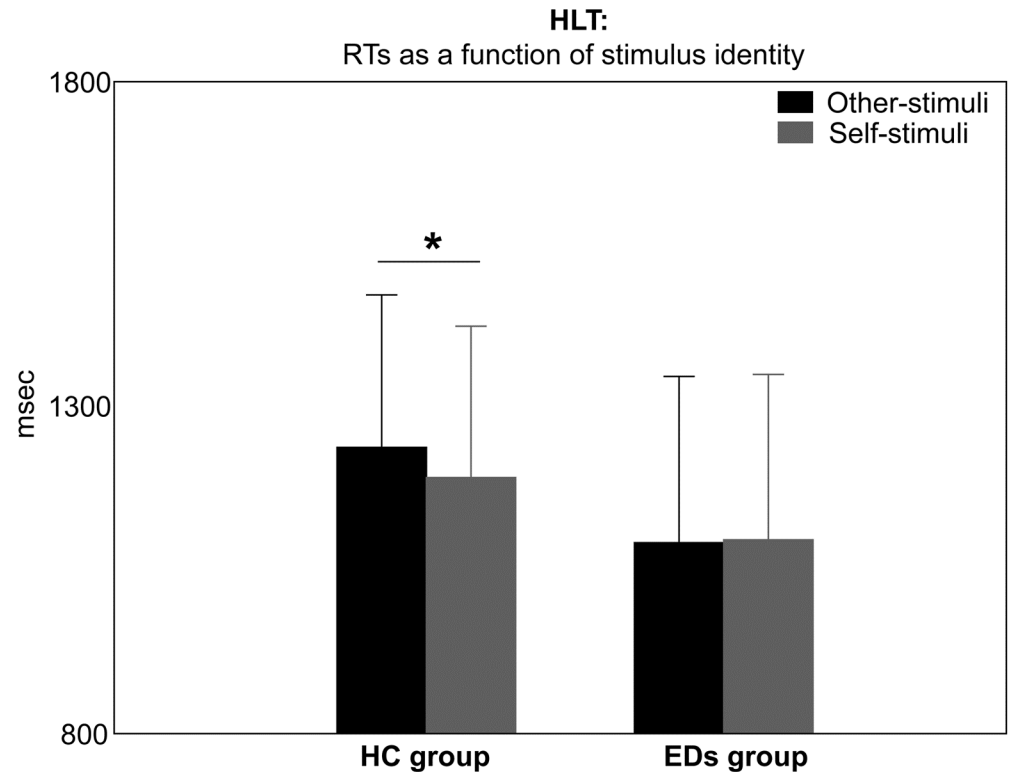 HLT:
RTs as a function of stimulus identity
1800
Other-stimuli
Self-stimuli
*
msec
1300
800
HC group
EDs group